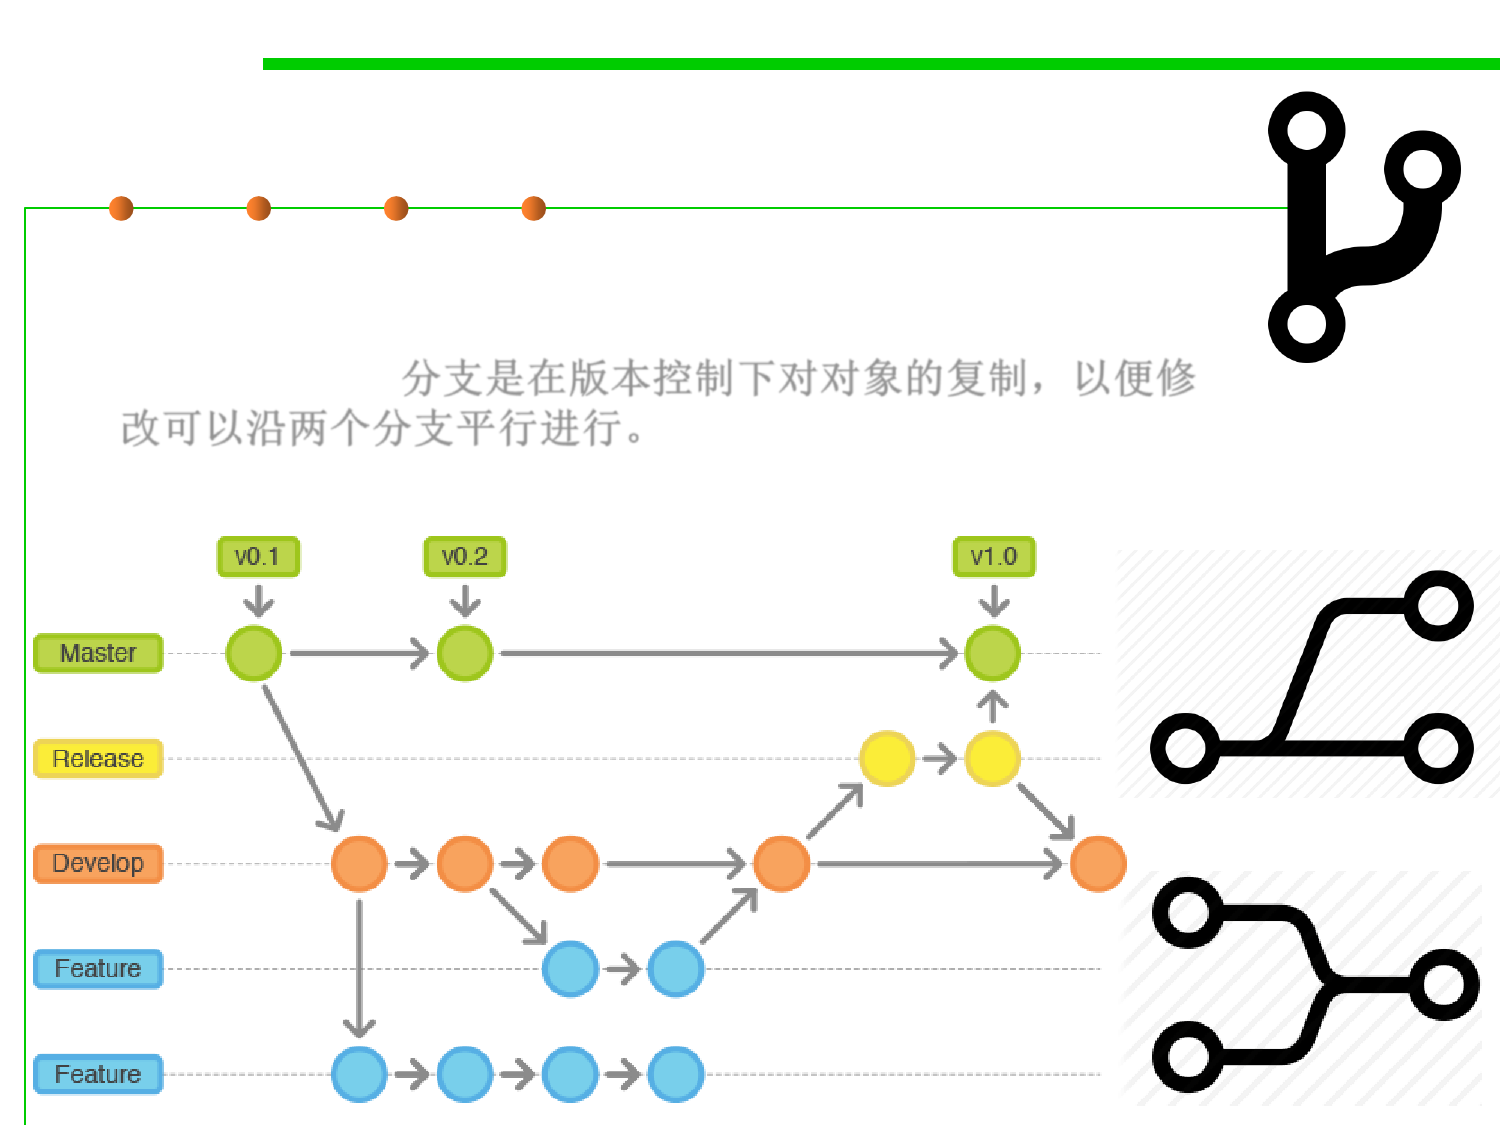 分支是在版本控制下对对象的复制，以便修
改可以沿两个分支平行进行。
v0.1 v0.2 v1.0
Master
Release
Develop
Feature
Feature